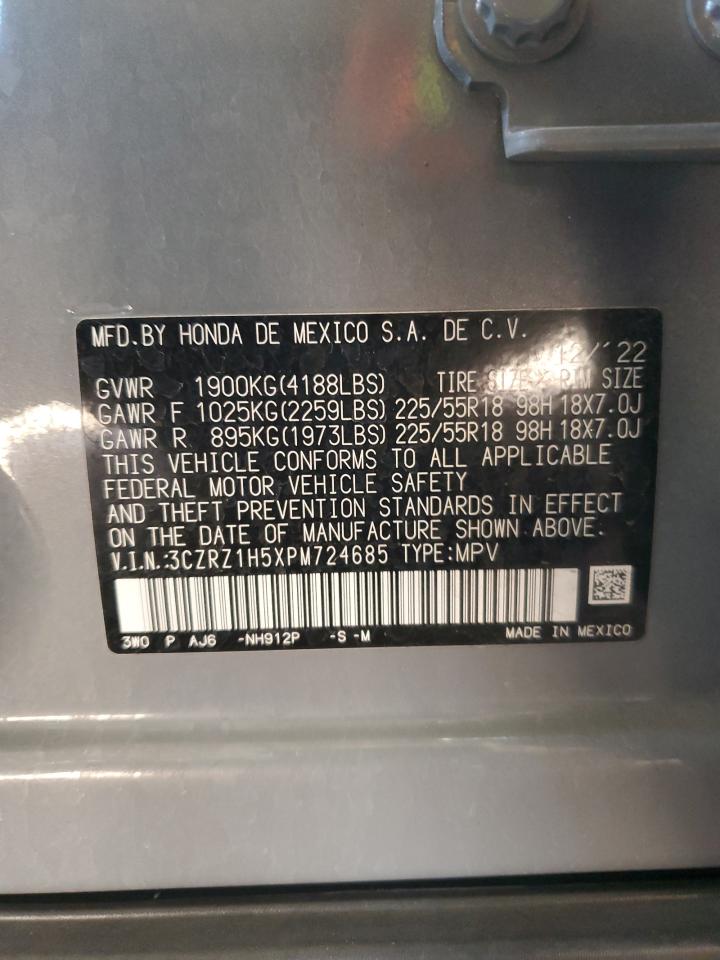 MFD.BY HONDA DE MEXICO S.A. DE C.V.
12/'22
GVWR 1900KG(4188LBS) TIRE SIZE X RIM SIZE
GAWR F 1025KG(2259LBS) 225/55R18 98H 18X7.0J
GAWR R 895KG(1973LBS) 225/55R18 98H 18X7.0J
THIS VEHICLE CONFORMS TO ALL APPLICABLE
FEDERAL MOTOR VEHICLE SAFETY
AND THEFT PREVENTION STANDARDS IN EFFECT
ON THE DATE OF MANUFACTURE SHOWN ABOVE.
V.I.N.:3CZRZ1H5XPM724685 TYPE:MPV
3W0 P AJ6 -NH912P -S -M MADE IN MEXICO